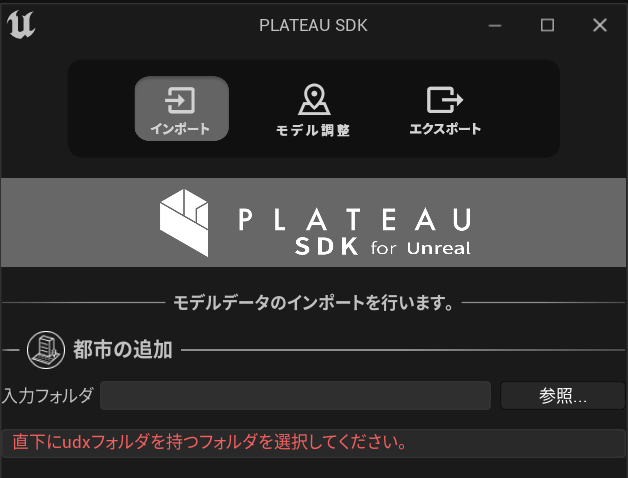 PLATEAU SDK
インポート
モデル調整
エクスポート
PLATEAU
SDK for Unreal
モデルデータのインポートを行います。
都市の追加
入力フォルダ
参照...
直下にudxフォルダを持つフォルダを選択してください。